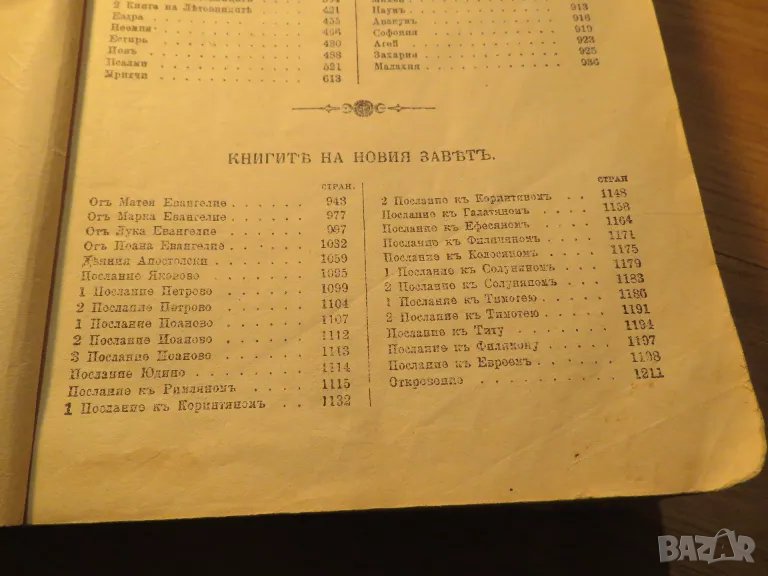 2 Книга на Лѣтописитѣ 421
Ездра 455
Неемия 466
Естирь 480
Иовъ 488
Псалми 521
Притчи 613
Наумъ 913
Авакумъ 916
Софония 919
Агей 923
Захария 925
Малахия 936
КНИГИТѢ НА НОВИЯ ЗАВѢТЪ.
СТРАН.
Отъ Матея Евангелие 943
Отъ Марка Евангелие 977
Отъ Лука Евангелие 997
Отъ Иоана Евангелие 1032
Дѣяния Апостолски 1059
Послание Яковово 1095
1 Послание Петрово 1099
2 Послание Петрово 1104
1 Послание Иоаново 1107
2 Послание Иоаново 1112
3 Послание Иоаново 1113
Послание Юдино 1114
Послание къ Римляномъ 1115
1 Послание къ Коринтяномъ 1132
СТРАН
2 Послание къ Коринтяномъ 1148
Послание къ Галатяномъ 1158
Послание къ Ефесяномъ 1164
Послание къ Филипяномъ 1171
Послание къ Колосяномъ 1175
1 Послание къ Солуняномъ 1179
2 Послание къ Солуняномъ 1183
1 Послание къ Тимотею 1186
2 Послание къ Тимотею 1191
Послание къ Титу 1194
Послание къ Филимону 1197
Послание къ Евреемъ 1198
Откровение 1211
BAZAR
.bg